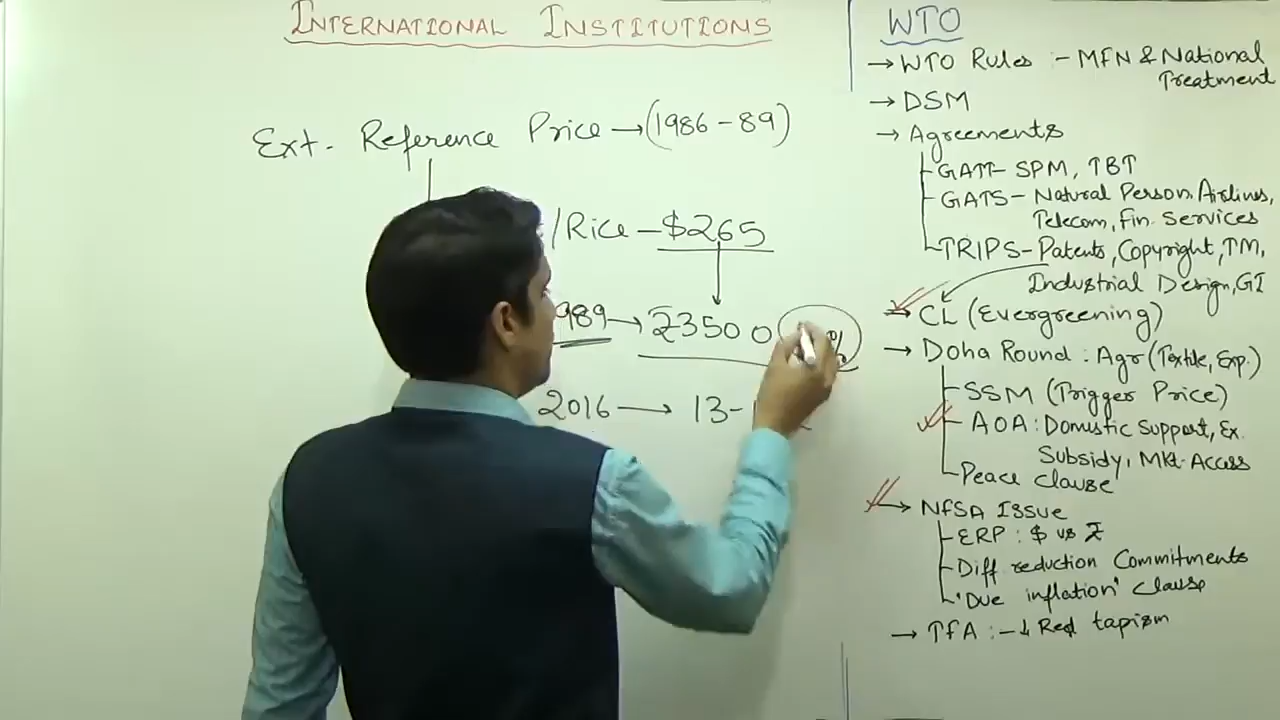 INTERNATIONAL INSTITUTIONS
Ext. Reference Price → (1986-89)
/Rice - $265
989 → ₹3500 %
2016 → 13-
WTO
→ WTO Rules :- MFN & National
Treatment
→ DSM
→ Agreements
GATT- SPM, TBT
GATS- Natural Person, Airlines,
Telecom, Fin. Services
TRIPS- Patents, Copyright, TM,
Industrial Design, GI
→ CL (Evergreening)
→ Doha Round : Agro (Textile, Exp.)
SSM (Trigger Price)
AOA : Domestic Support, Ex.
Subsidy, Mkt. Access
Peace Clause
→ NFSA Issue
ERP : $ vs ₹
Diff reduction Commitments
'Due inflation' Clause
→ TFA :- ↓ Red tapism